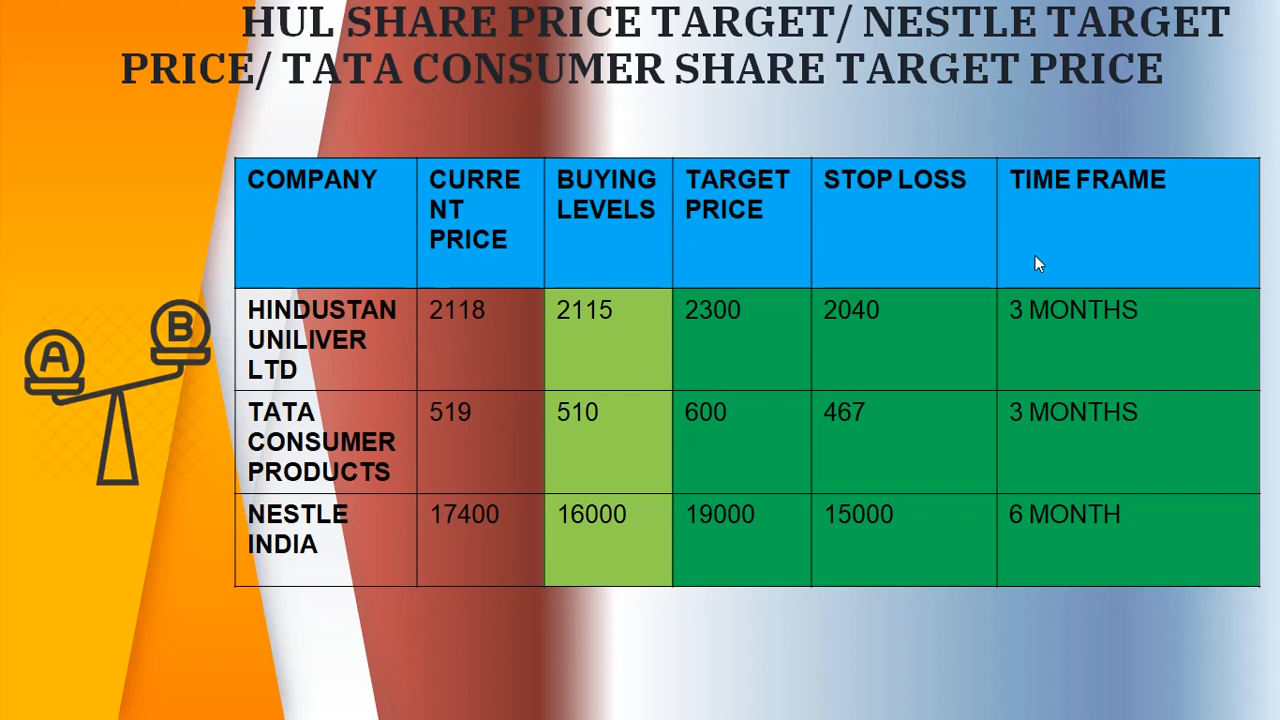 HUL SHARE PRICE TARGET/ NESTLE TARGET
PRICE/ TATA CONSUMER SHARE TARGET PRICE
COMPANY
CURRE
NT
PRICE
BUYING
LEVELS
TARGET
PRICE
STOP LOSS
TIME FRAME
HINDUSTAN
UNILIVER
LTD
2118
2115
2300
2040
3 MONTHS
TATA
CONSUMER
PRODUCTS
519
510
600
467
3 MONTHS
NESTLE
INDIA
17400
16000
19000
15000
6 MONTH
A
B